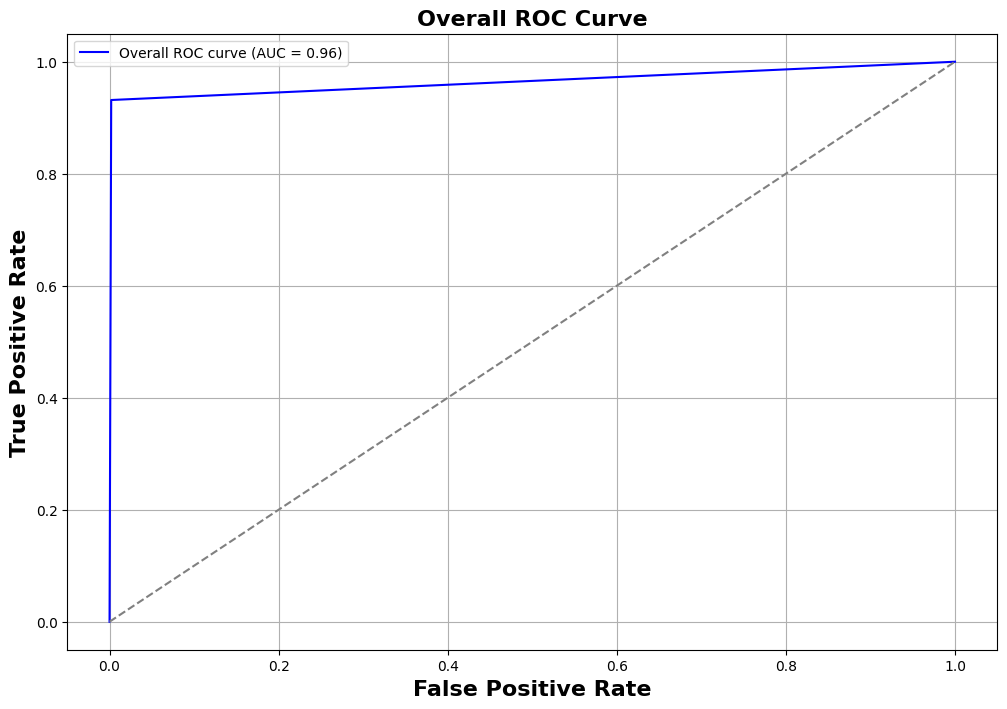 Overall ROC Curve
Overall ROC curve (AUC = 0.96)
True Positive Rate
1.0
0.8
0.6
0.4
0.2
0.0
0.0 0.2 0.4 0.6 0.8 1.0
False Positive Rate